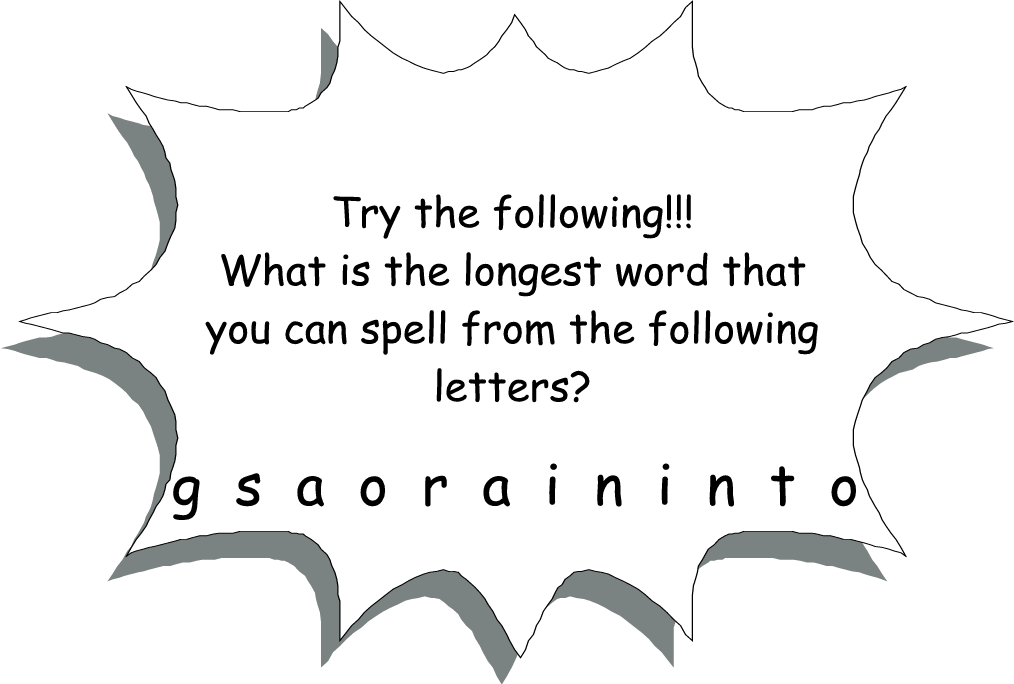 Try the following!!!
What is the longest word that
you can spell from the following
letters?
g s a o r a i n i n t o